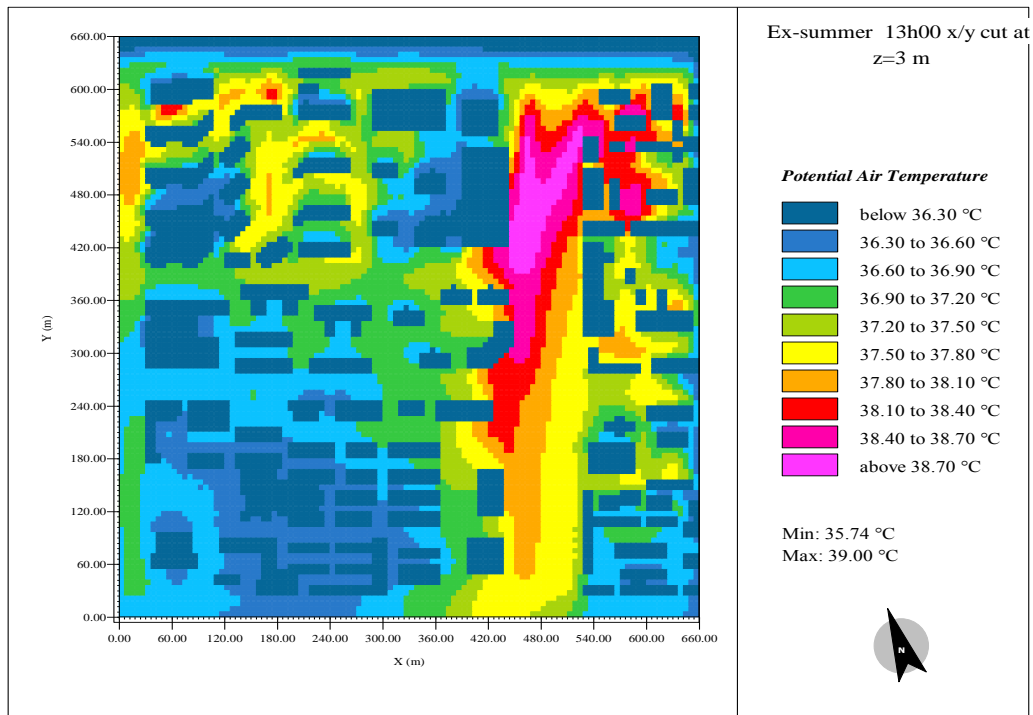 Ex-summer 13h00 x/y cut at
z=3 m
660.00
600.00
540.00
480.00
420.00
360.00
300.00
240.00
180.00
120.00
60.00
0.00
Y (m)
0.00 60.00 120.00 180.00 240.00 300.00 360.00 420.00 480.00 540.00 600.00 660.00
X (m)
Potential Air Temperature
below 36.30 °C
36.30 to 36.60 °C
36.60 to 36.90 °C
36.90 to 37.20 °C
37.20 to 37.50 °C
37.50 to 37.80 °C
37.80 to 38.10 °C
38.10 to 38.40 °C
38.40 to 38.70 °C
above 38.70 °C
Min: 35.74 °C
Max: 39.00 °C
N